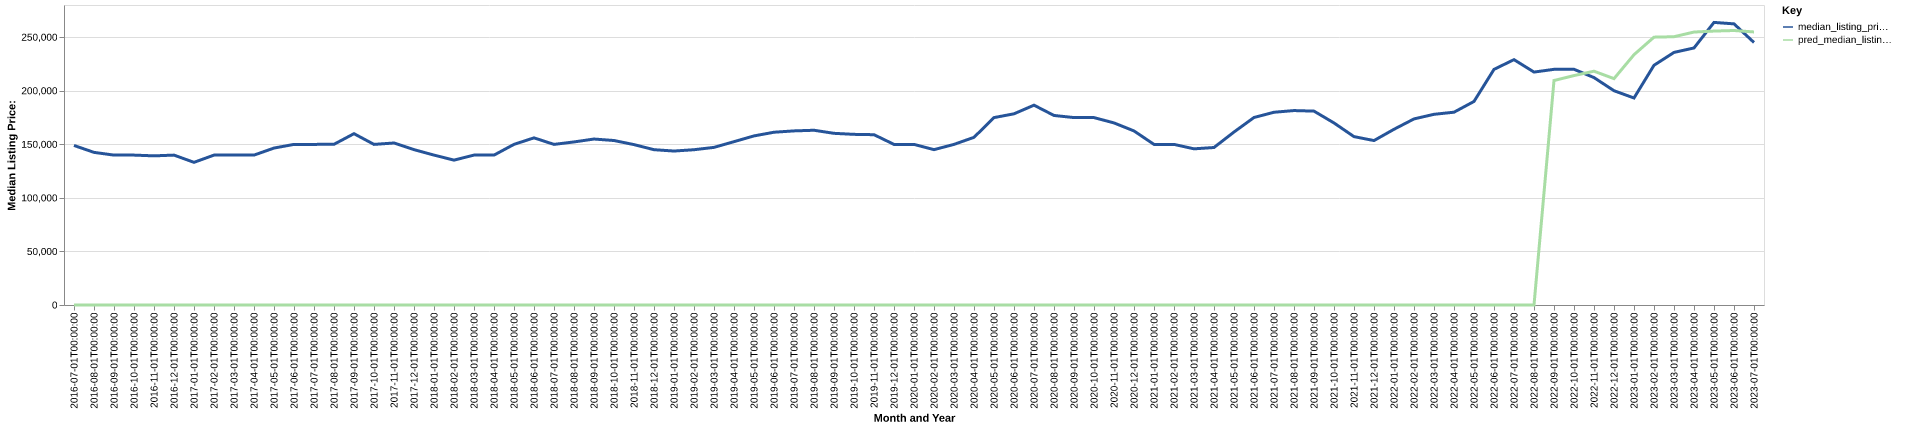 Key
median_listing_pri...
pred_median_listin...
Median Listing Price:
250,000
200,000
150,000
100,000
50,000
0
2016-07-01T00:00:00
2016-08-01T00:00:00
2016-09-01T00:00:00
2016-10-01T00:00:00
2016-11-01T00:00:00
2016-12-01T00:00:00
2017-01-01T00:00:00
2017-02-01T00:00:00
2017-03-01T00:00:00
2017-04-01T00:00:00
2017-05-01T00:00:00
2017-06-01T00:00:00
2017-07-01T00:00:00
2017-08-01T00:00:00
2017-09-01T00:00:00
2017-10-01T00:00:00
2017-11-01T00:00:00
2017-12-01T00:00:00
2018-01-01T00:00:00
2018-02-01T00:00:00
2018-03-01T00:00:00
2018-04-01T00:00:00
2018-05-01T00:00:00
2018-06-01T00:00:00
2018-07-01T00:00:00
2018-08-01T00:00:00
2018-09-01T00:00:00
2018-10-01T00:00:00
2018-11-01T00:00:00
2018-12-01T00:00:00
2019-01-01T00:00:00
2019-02-01T00:00:00
2019-03-01T00:00:00
2019-04-01T00:00:00
2019-05-01T00:00:00
2019-06-01T00:00:00
2019-07-01T00:00:00
2019-08-01T00:00:00
2019-09-01T00:00:00
2019-10-01T00:00:00
2019-11-01T00:00:00
2019-12-01T00:00:00
2020-01-01T00:00:00
2020-02-01T00:00:00
2020-03-01T00:00:00
2020-04-01T00:00:00
2020-05-01T00:00:00
2020-06-01T00:00:00
2020-07-01T00:00:00
2020-08-01T00:00:00
2020-09-01T00:00:00
2020-10-01T00:00:00
2020-11-01T00:00:00
2020-12-01T00:00:00
2021-01-01T00:00:00
2021-02-01T00:00:00
2021-03-01T00:00:00
2021-04-01T00:00:00
2021-05-01T00:00:00
2021-06-01T00:00:00
2021-07-01T00:00:00
2021-08-01T00:00:00
2021-09-01T00:00:00
2021-10-01T00:00:00
2021-11-01T00:00:00
2021-12-01T00:00:00
2022-01-01T00:00:00
2022-02-01T00:00:00
2022-03-01T00:00:00
2022-04-01T00:00:00
2022-05-01T00:00:00
2022-06-01T00:00:00
2022-07-01T00:00:00
2022-08-01T00:00:00
2022-09-01T00:00:00
2022-10-01T00:00:00
2022-11-01T00:00:00
2022-12-01T00:00:00
2023-01-01T00:00:00
2023-02-01T00:00:00
2023-03-01T00:00:00
2023-04-01T00:00:00
2023-05-01T00:00:00
2023-06-01T00:00:00
2023-07-01T00:00:00
Month and Year